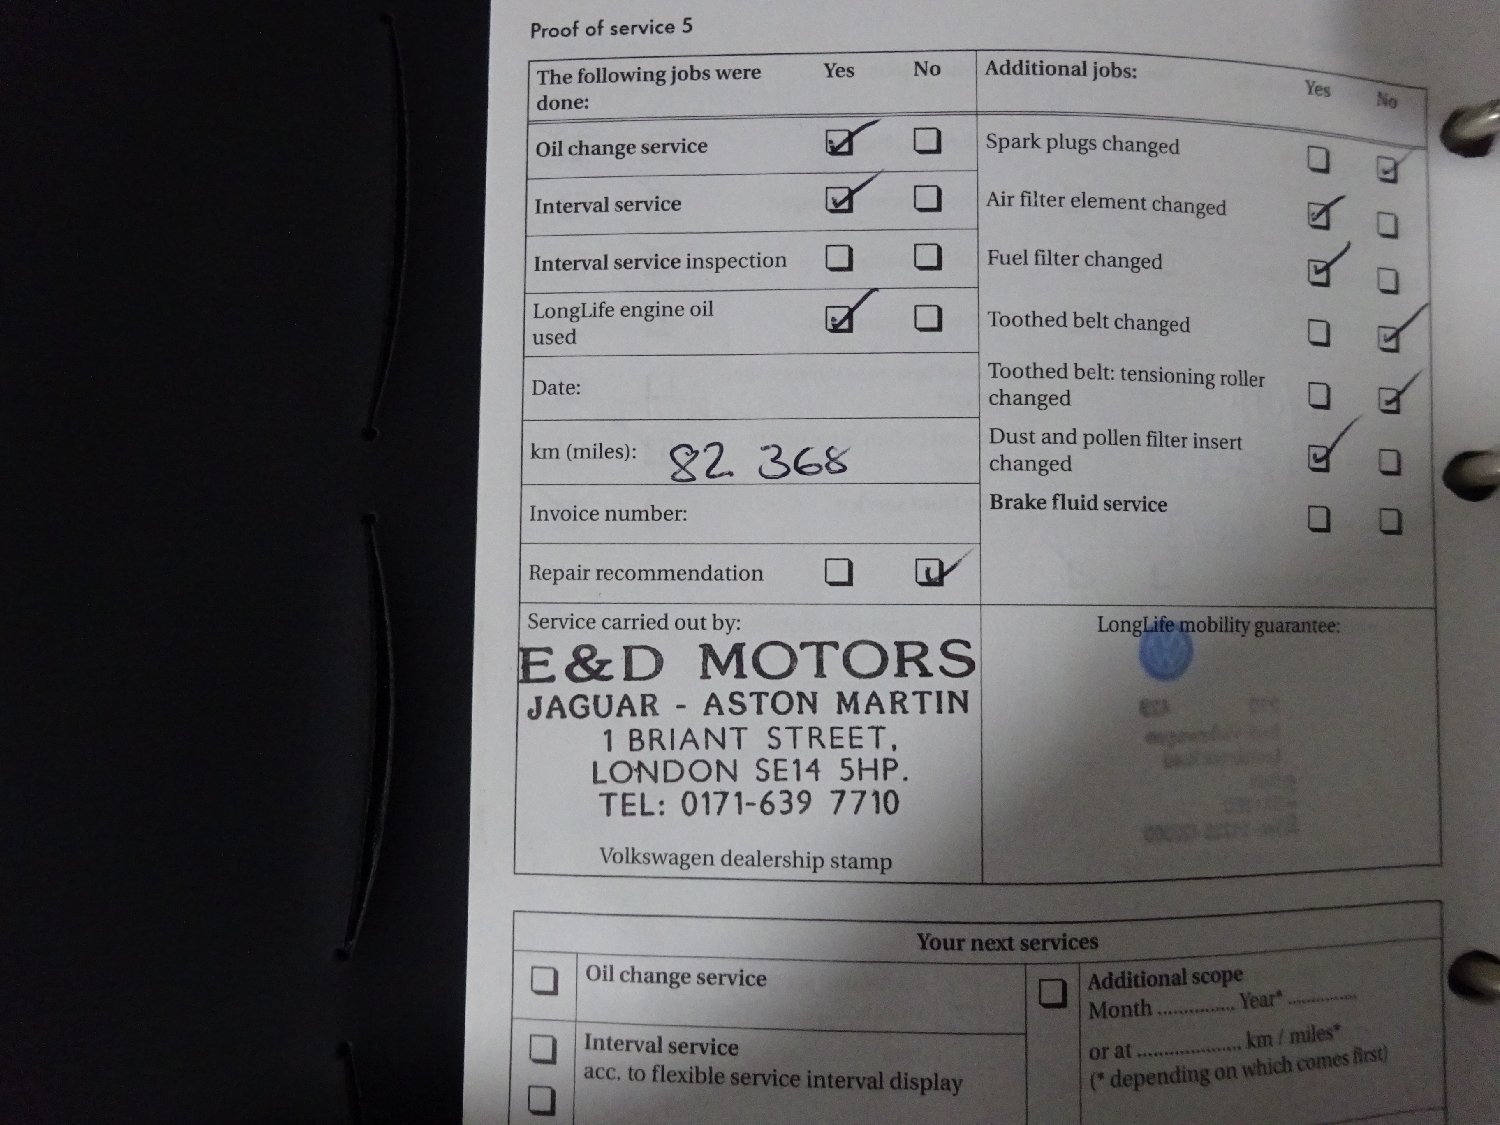 Proof of service 5
The following jobs were done: Yes No
Oil change service
Interval service
Interval service inspection
LongLife engine oil used
Date:
km (miles): 82 368
Invoice number:
Repair recommendation
Additional jobs: Yes No
Spark plugs changed
Air filter element changed
Fuel filter changed
Toothed belt changed
Toothed belt: tensioning roller changed
Dust and pollen filter insert changed
Brake fluid service
Service carried out by:
E&D MOTORS
JAGUAR - ASTON MARTIN
1 BRIANT STREET,
LONDON SE14 5HP.
TEL: 0171-639 7710
Volkswagen dealership stamp
LongLife mobility guarantee:
Your next services
Oil change service
Interval service
acc. to flexible service interval display
Additional scope
Month ............... Year* ...............
or at ..................... km / miles*
(* depending on which comes first)